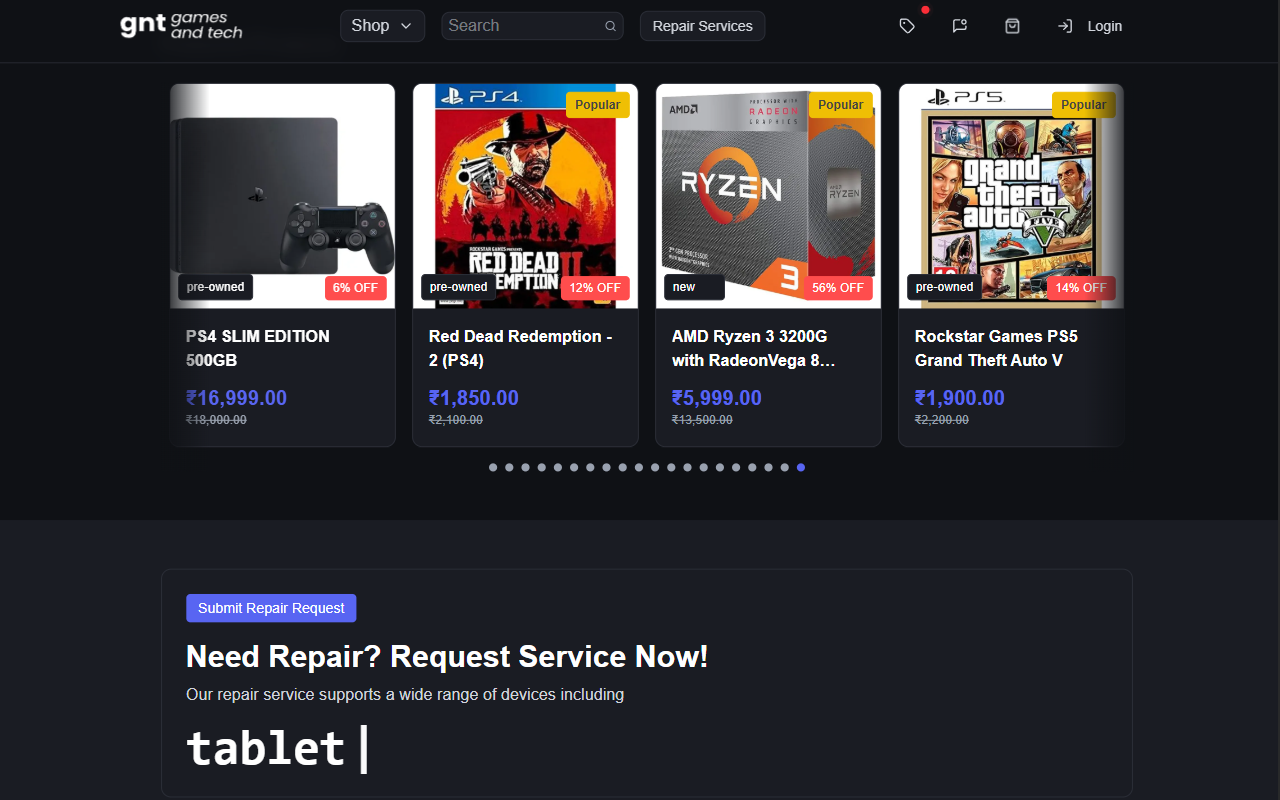 gnt games
and tech
Shop
Search
Repair Services
Login
PS4
Popular
RED DEAD
REDEMPTION II
pre-owned
6% OFF
pre-owned
12% OFF
AMD
PROCESSOR WITH
RADEON
GRAPHICS
Popular
RYZEN
AMD
RYZEN
3
new
56% OFF
PS5
Popular
grand
theft
auto
FIVE
pre-owned
14% OFF
PS4 SLIM EDITION
500GB
₹16,999.00
₹18,000.00
Red Dead Redemption -
2 (PS4)
₹1,850.00
₹2,100.00
AMD Ryzen 3 3200G
with RadeonVega 8…
₹5,999.00
₹13,500.00
Rockstar Games PS5
Grand Theft Auto V
₹1,900.00
₹2,200.00
Submit Repair Request
Need Repair? Request Service Now!
Our repair service supports a wide range of devices including
tablet|